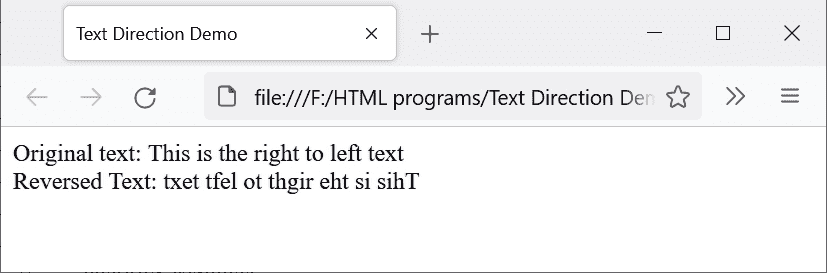 Text Direction Demo
file:///F:/HTML programs/Text Direction Den
Original text: This is the right to left text
Reversed Text: txet tfel ot thgir eht si sihT